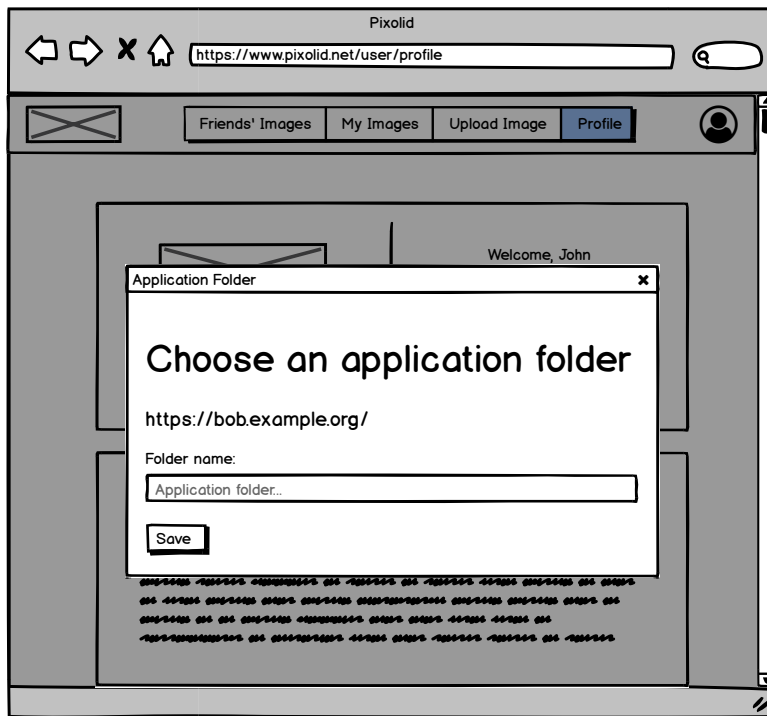 Pixolid
https://www.pixolid.net/user/profile
Friends' Images My Images Upload Image Profile
Welcome, John
Application Folder
Choose an application folder
https://bob.example.org/
Folder name:
Application folder...
Save